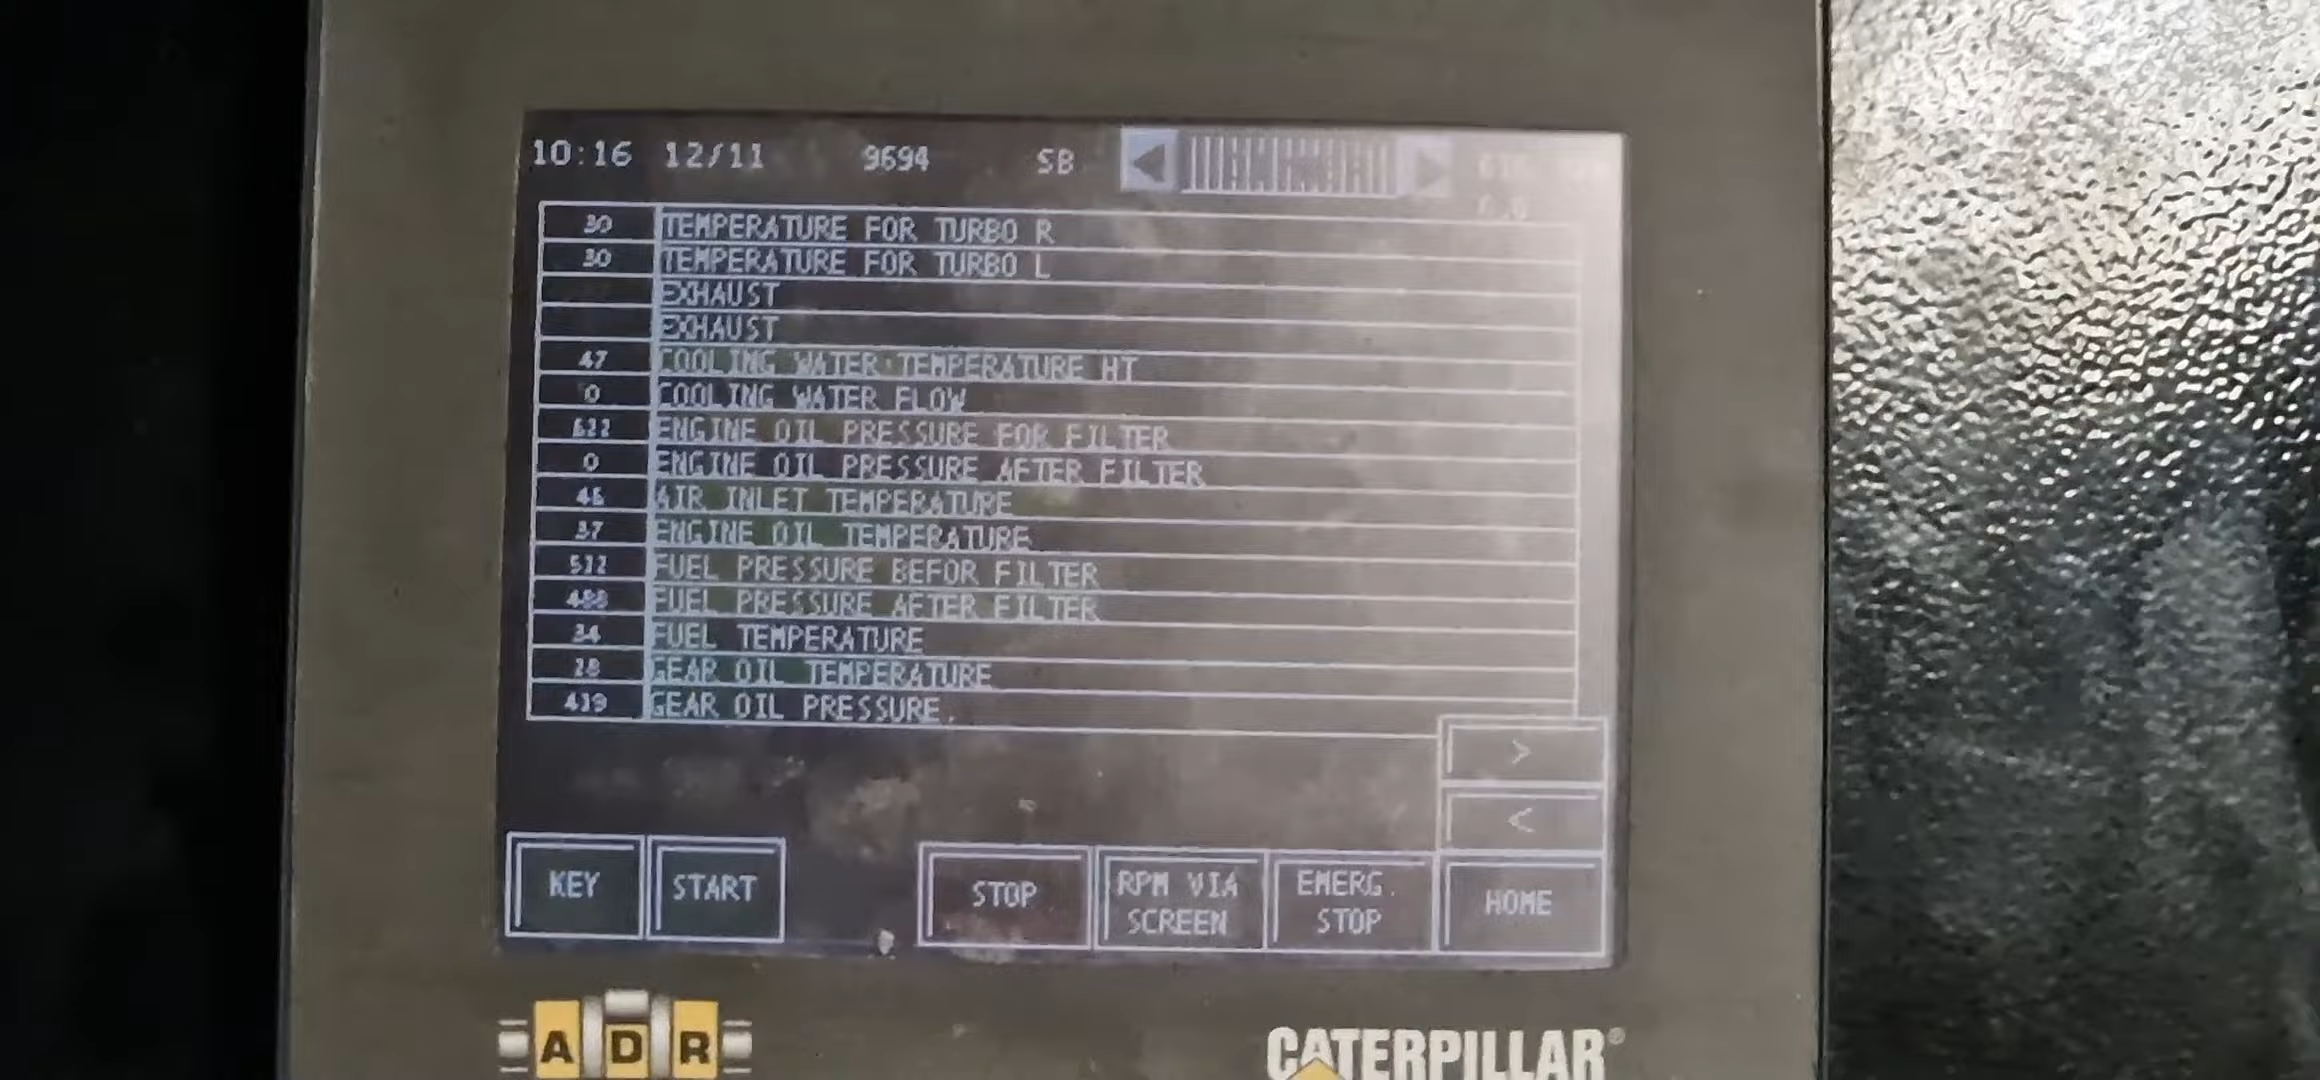 10:16 12/11 9694 SB
30 TEMPERATURE FOR TURBO R
30 TEMPERATURE FOR TURBO L
EXHAUST
EXHAUST
47 COOLING WATER TEMPERATURE HT
0 COOLING WATER FLOW
ENGINE OIL PRESSURE FOR FILTER
0 ENGINE OIL PRESSURE AFTER FILTER
AIR INLET TEMPERATURE
37 ENGINE OIL TEMPERATURE
512 FUEL PRESSURE BEFOR FILTER
FUEL PRESSURE AFTER FILTER
34 FUEL TEMPERATURE
GEAR OIL TEMPERATURE
GEAR OIL PRESSURE.
>
<
KEY START STOP RPM VIA SCREEN EMERG. STOP HOME
ADR CATERPILLAR®